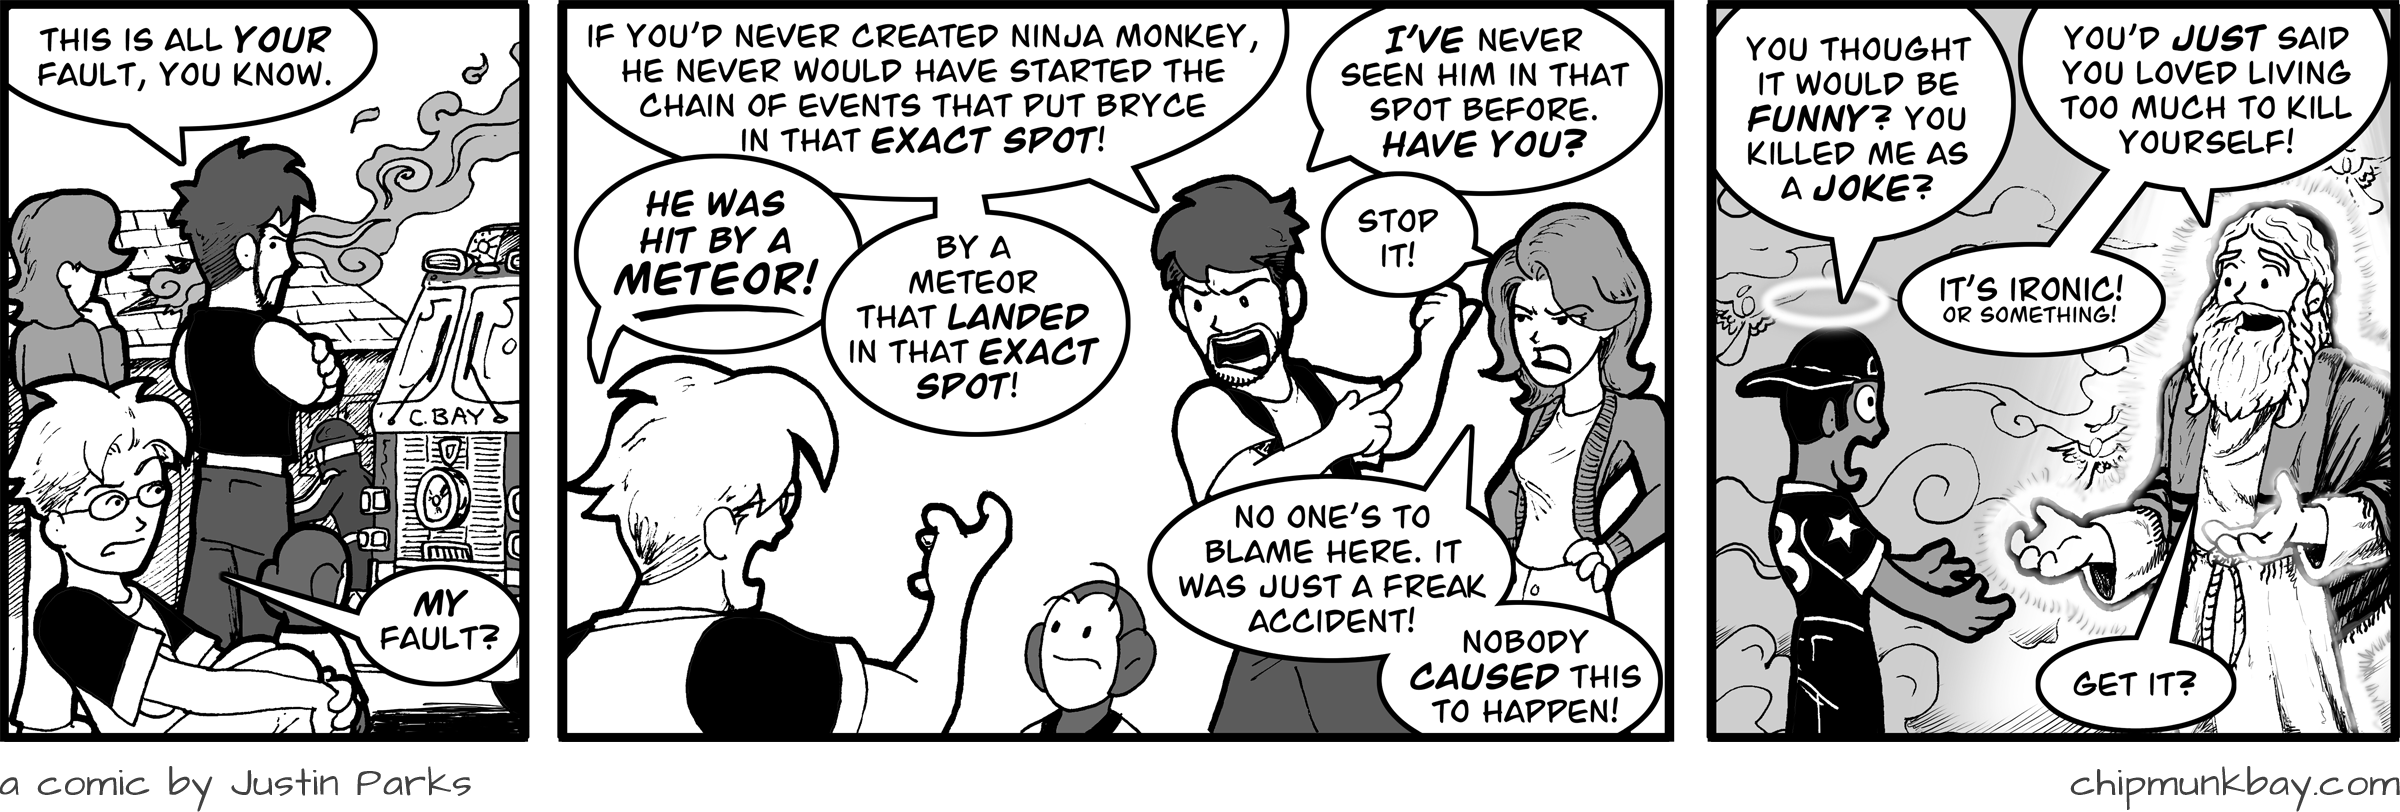 THIS IS ALL YOUR
FAULT, YOU KNOW.
C. BAY
MY
FAULT?
IF YOU'D NEVER CREATED NINJA MONKEY,
HE NEVER WOULD HAVE STARTED THE
CHAIN OF EVENTS THAT PUT BRYCE
IN THAT EXACT SPOT!
HE WAS
HIT BY A
METEOR!
BY A
METEOR
THAT LANDED
IN THAT EXACT
SPOT!
I'VE NEVER
SEEN HIM IN THAT
SPOT BEFORE.
HAVE YOU?
STOP
IT!
NO ONE'S TO
BLAME HERE. IT
WAS JUST A FREAK
ACCIDENT!
NOBODY
CAUSED THIS
TO HAPPEN!
YOU THOUGHT
IT WOULD BE
FUNNY? YOU
KILLED ME AS
A JOKE?
YOU'D JUST SAID
YOU LOVED LIVING
TOO MUCH TO KILL
YOURSELF!
IT'S IRONIC!
OR SOMETHING!
GET IT?
a comic by Justin Parks
chipmunkbay.com